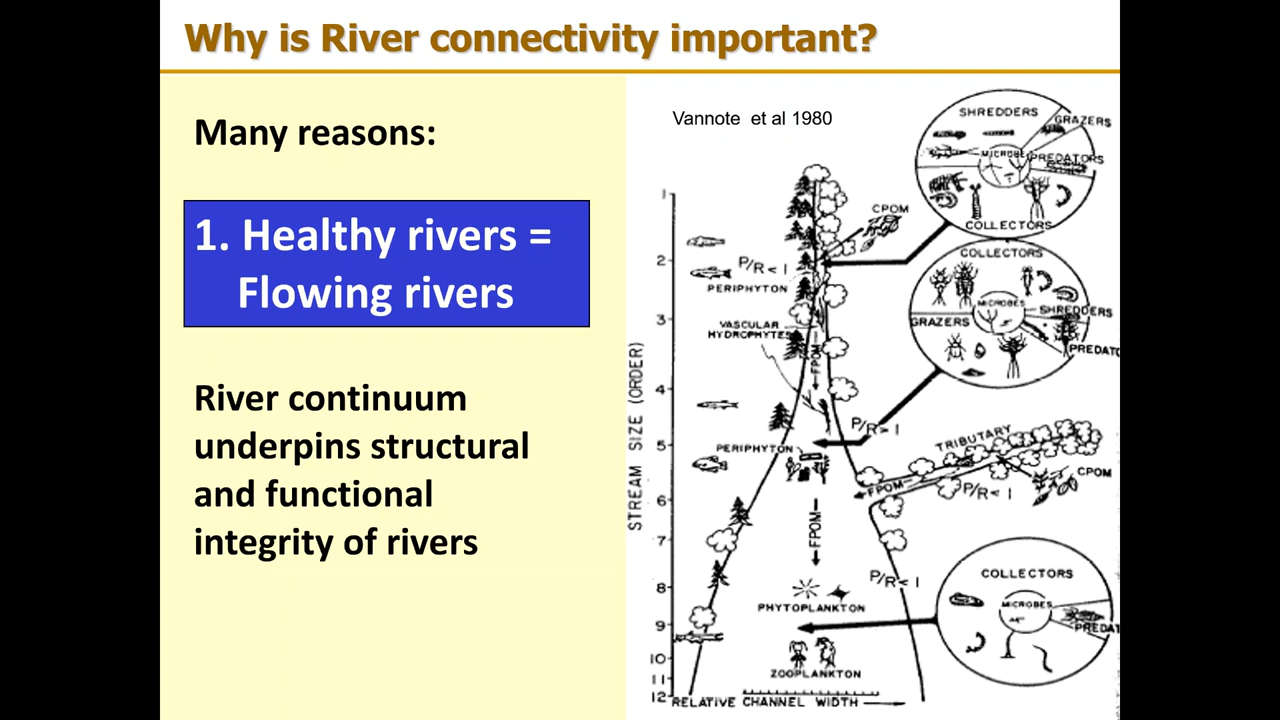 Why is River connectivity important?
Many reasons:
1. Healthy rivers =
Flowing rivers
River continuum
underpins structural
and functional
integrity of rivers
Vannote et al 1980
SHREDDERS
GRAZERS
PREDATORS
COLLECTORS
1
CPOM
2
P/R < 1
PERIPHYTON
COLLECTORS
MICROBES
SHREDDERS
GRAZERS
3
VASCULAR
HYDROPHYTES
FPOM
STREAM SIZE (ORDER)
4
P/R > 1
5
PERIPHYTON
TRIBUTARY
CPOM
FPOM
P/R < 1
6
FPOM
7
P/R < 1
8
PHYTOPLANKTON
COLLECTORS
MICROBES
9
ZOOPLANKTON
10
11
12
RELATIVE CHANNEL WIDTH